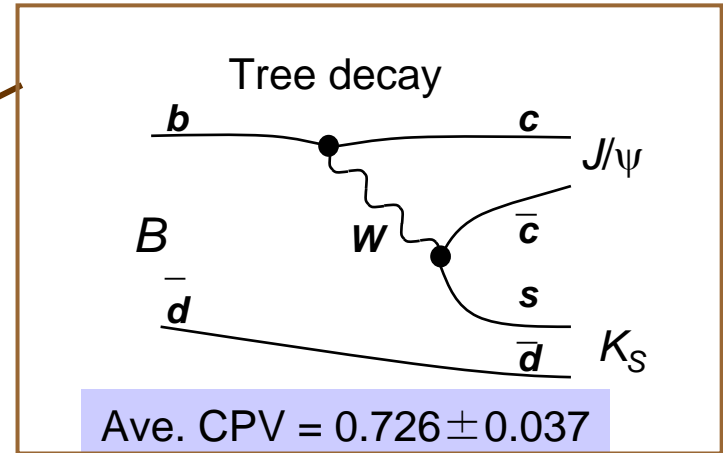 Tree decay
b c
J/ψ
W c̄
B
s
d̄
d̄ K_S
Ave. CPV = 0.726±0.037